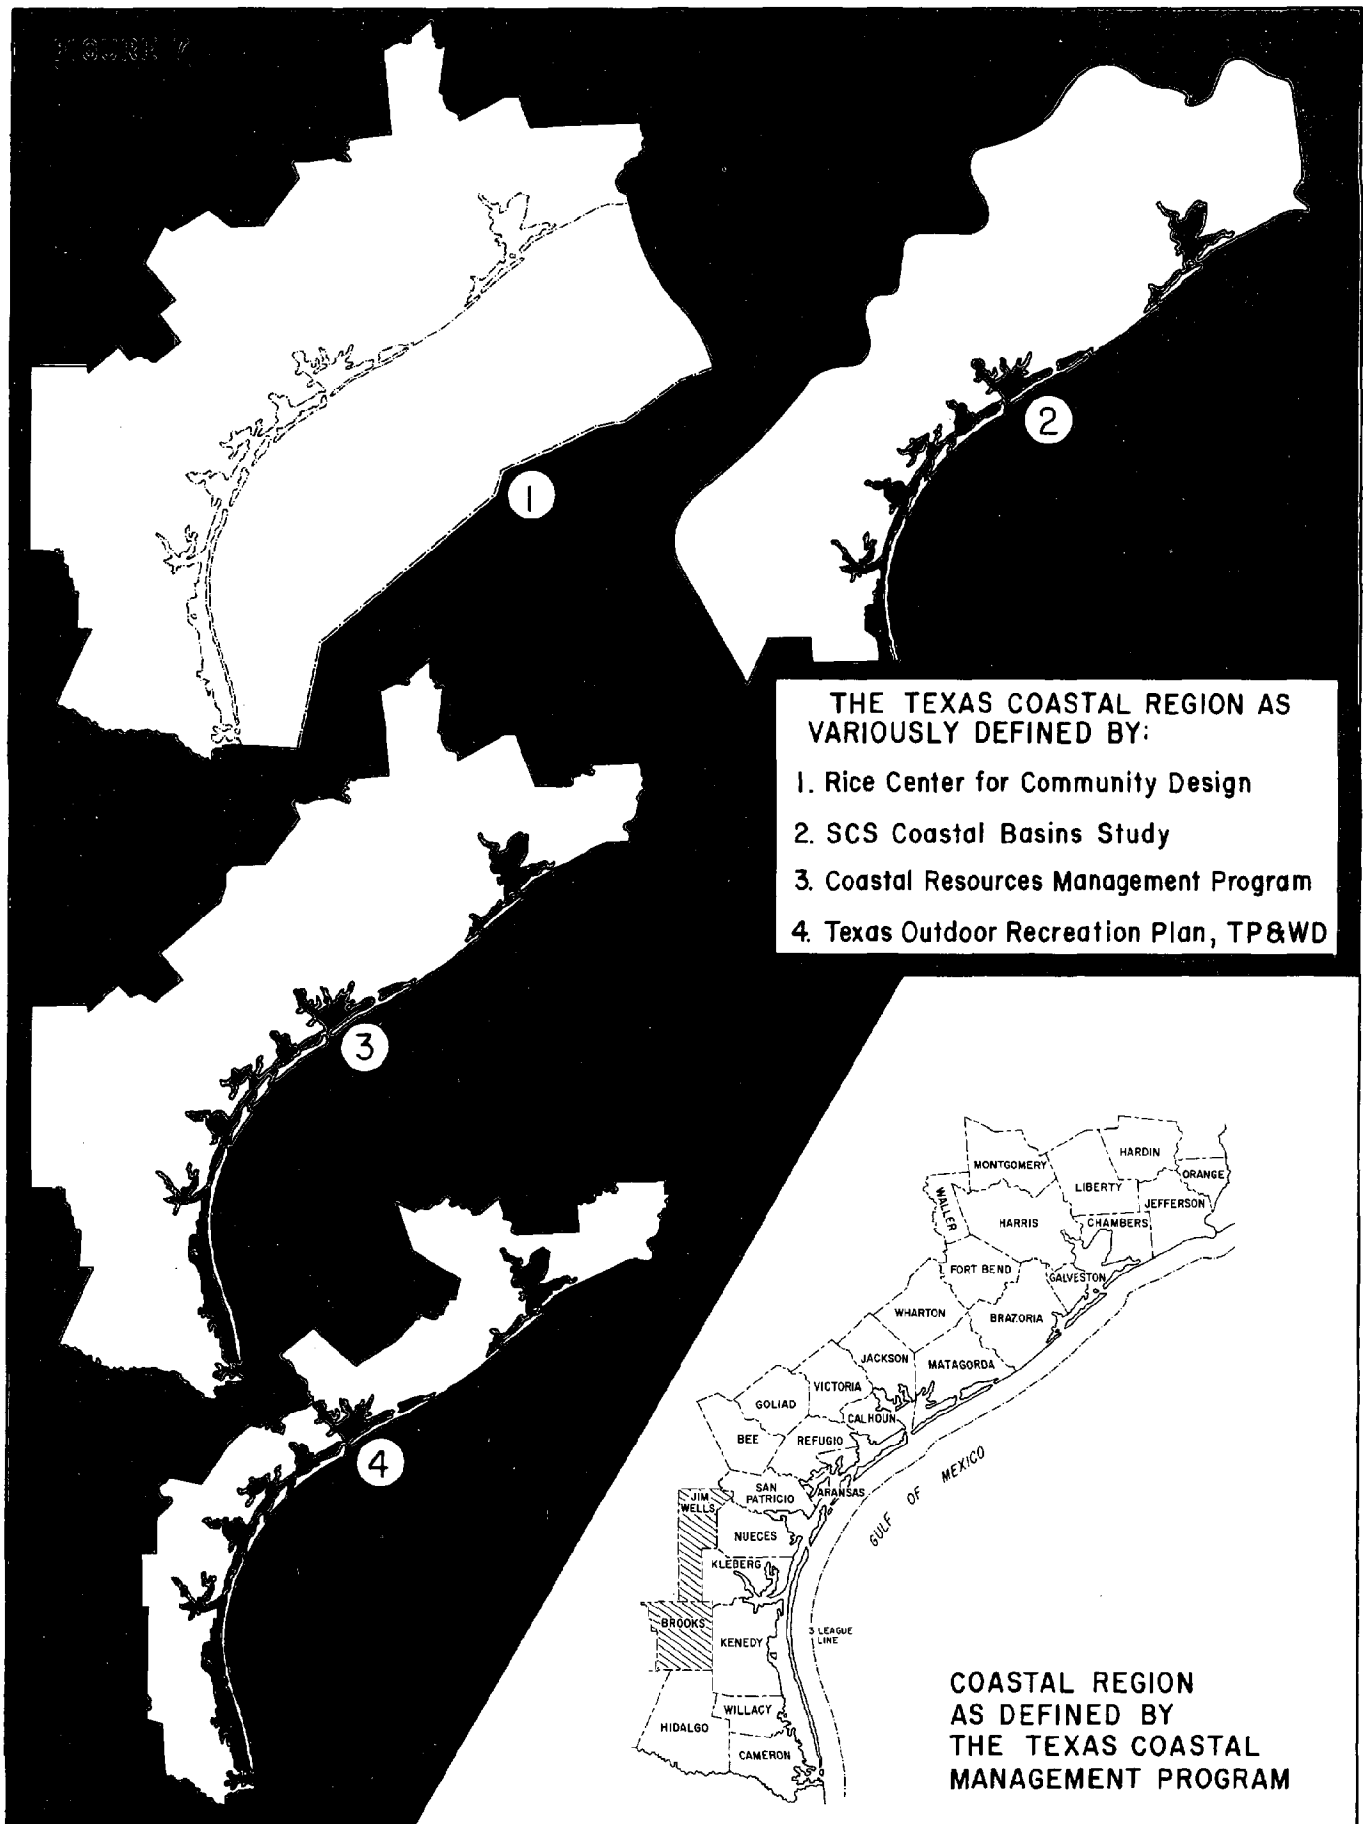 FIGURE 7
1
2
THE TEXAS COASTAL REGION AS
VARIOUSLY DEFINED BY:
1. Rice Center for Community Design
2. SCS Coastal Basins Study
3. Coastal Resources Management Program
4. Texas Outdoor Recreation Plan, TP&WD
3
4
MONTGOMERY
HARDIN
ORANGE
LIBERTY
JEFFERSON
WALLER
HARRIS
CHAMBERS
FORT BEND
GALVESTON
WHARTON
BRAZORIA
JACKSON
MATAGORDA
VICTORIA
GOLIAD
CALHOUN
BEE
REFUGIO
SAN
PATRICIO
ARANSAS
JIM
WELLS
NUECES
KLEBERG
BROOKS
KENEDY
WILLACY
HIDALGO
CAMERON
GULF OF MEXICO
3 LEAGUE
LINE
COASTAL REGION
AS DEFINED BY
THE TEXAS COASTAL
MANAGEMENT PROGRAM